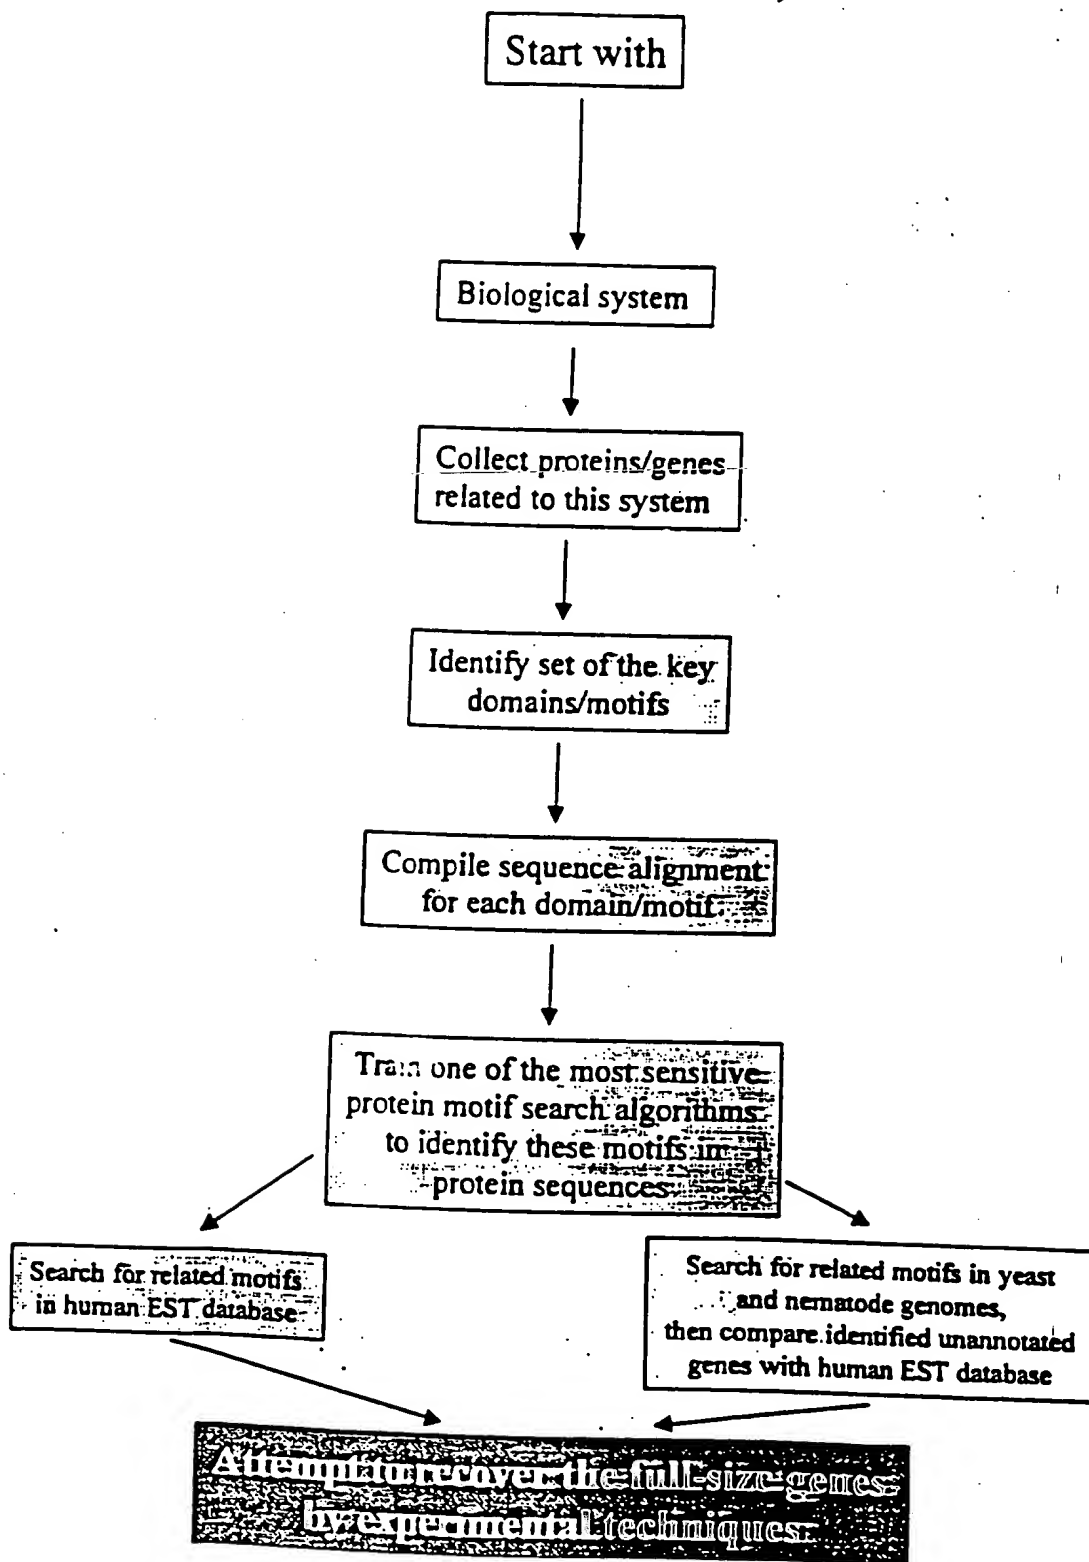 Start with
Biological system
Collect proteins/genes
related to this system
Identify set of the key
domains/motifs
Compile sequence alignment
for each domain/motif
Train one of the most sensitive
protein motif search algorithms
to identify these motifs in
protein sequences
Search for related motifs
in human EST database
Search for related motifs in yeast
and nematode genomes,
then compare identified unannotated
genes with human EST database
Attempt to recover the full-size genes
by experimental techniques